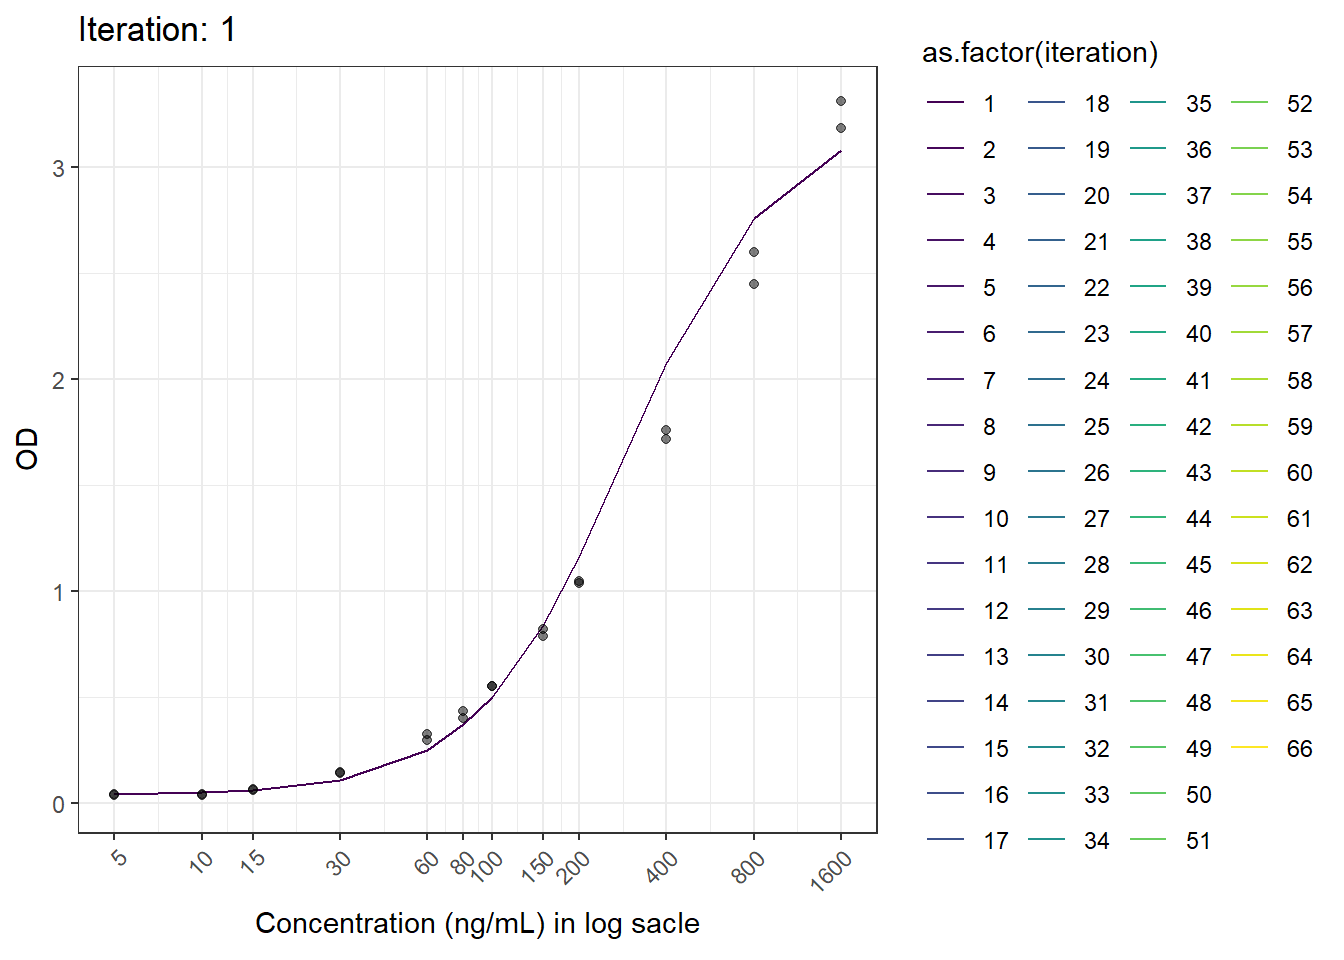 Iteration: 1
OD
3
2
1
0
5 10 15 30 60 80 100 150 200 400 800 1600
Concentration (ng/mL) in log sacle
as.factor(iteration)
1 18 35 52
2 19 36 53
3 20 37 54
4 21 38 55
5 22 39 56
6 23 40 57
7 24 41 58
8 25 42 59
9 26 43 60
10 27 44 61
11 28 45 62
12 29 46 63
13 30 47 64
14 31 48 65
15 32 49 66
16 33 50
17 34 51